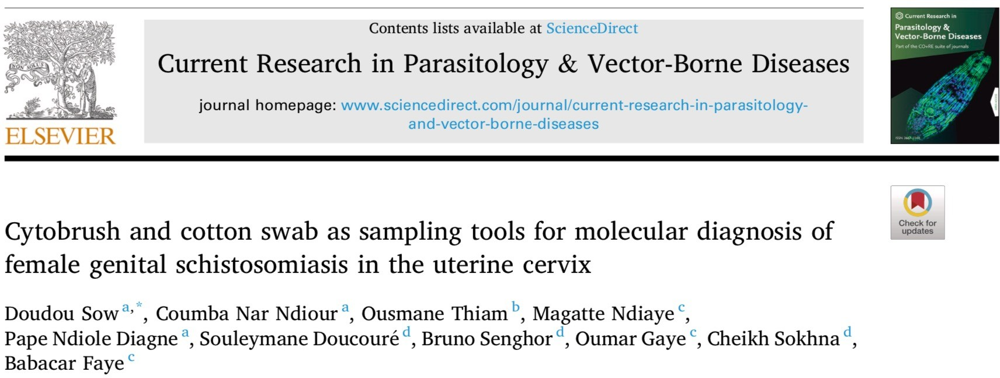 Contents lists available at ScienceDirect
Current Research in Parasitology & Vector-Borne Diseases
journal homepage: www.sciencedirect.com/journal/current-research-in-parasitology-
and-vector-borne-diseases
NON SOLUS
ELSEVIER
Current Research in
Parasitology &
Vector-Borne Diseases
Part of the CO+RE suite of journals
Check for
updates
Cytobrush and cotton swab as sampling tools for molecular diagnosis of
female genital schistosomiasis in the uterine cervix
Doudou Sow a,*, Coumba Nar Ndiour a, Ousmane Thiam b, Magatte Ndiaye c,
Pape Ndiole Diagne a, Souleymane Doucouré d, Bruno Senghor d, Oumar Gaye c, Cheikh Sokhna d,
Babacar Faye c